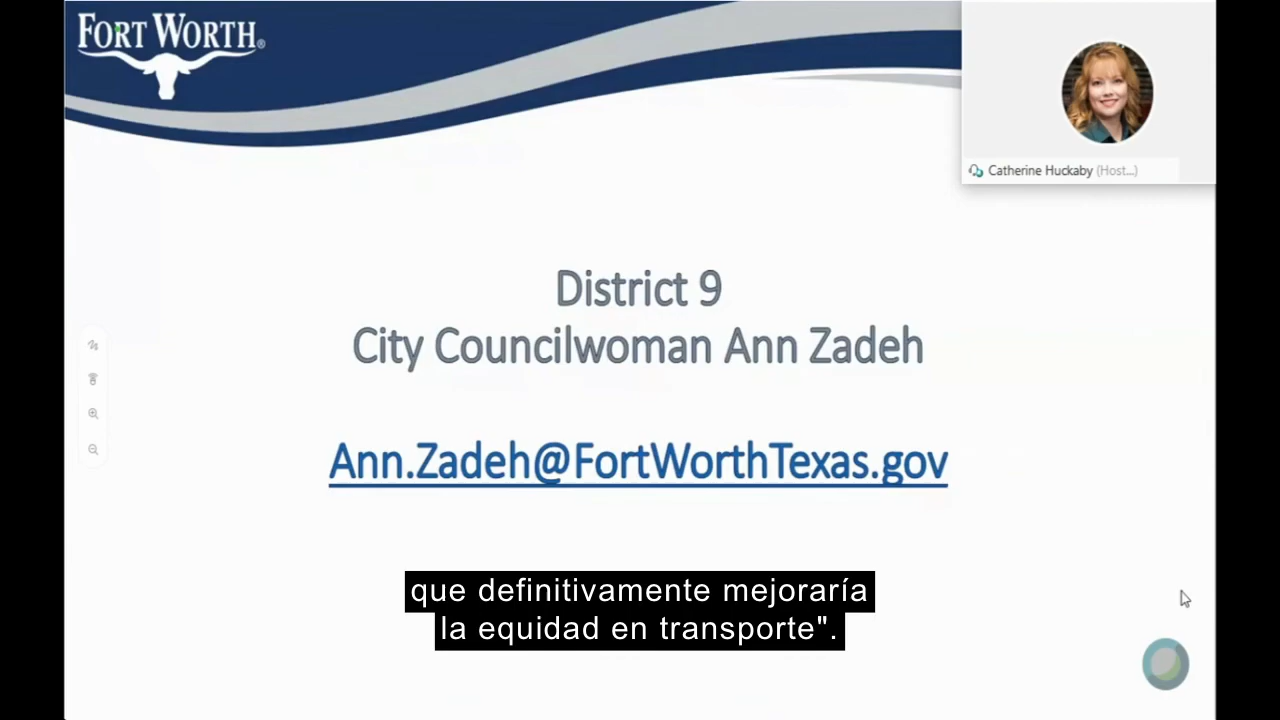 FORT WORTH®
Catherine Huckaby (Host...)
District 9
City Councilwoman Ann Zadeh
Ann.Zadeh@FortWorthTexas.gov
que definitivamente mejoraría
la equidad en transporte".